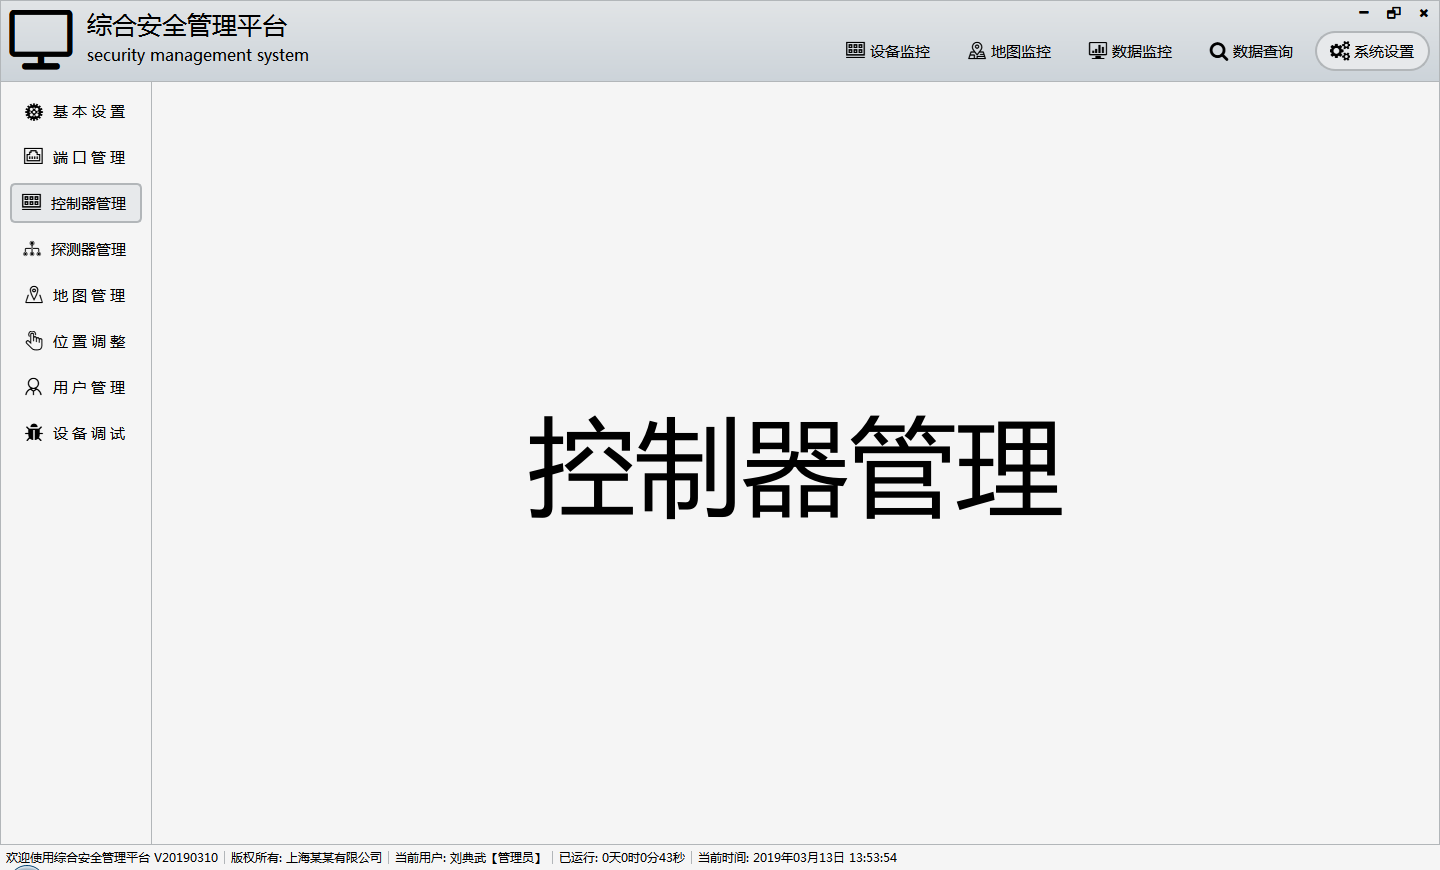 综合安全管理平台
security management system
设备监控
地图监控
数据监控
数据查询
系统设置
基本设置
端口管理
控制器管理
探测器管理
地图管理
位置调整
用户管理
设备调试
控制器管理
欢迎使用综合安全管理平台 V20190310 版权所有: 上海某某有限公司 当前用户: 刘典武【管理员】 已运行: 0天0时0分43秒 当前时间: 2019年03月13日 13:53:54